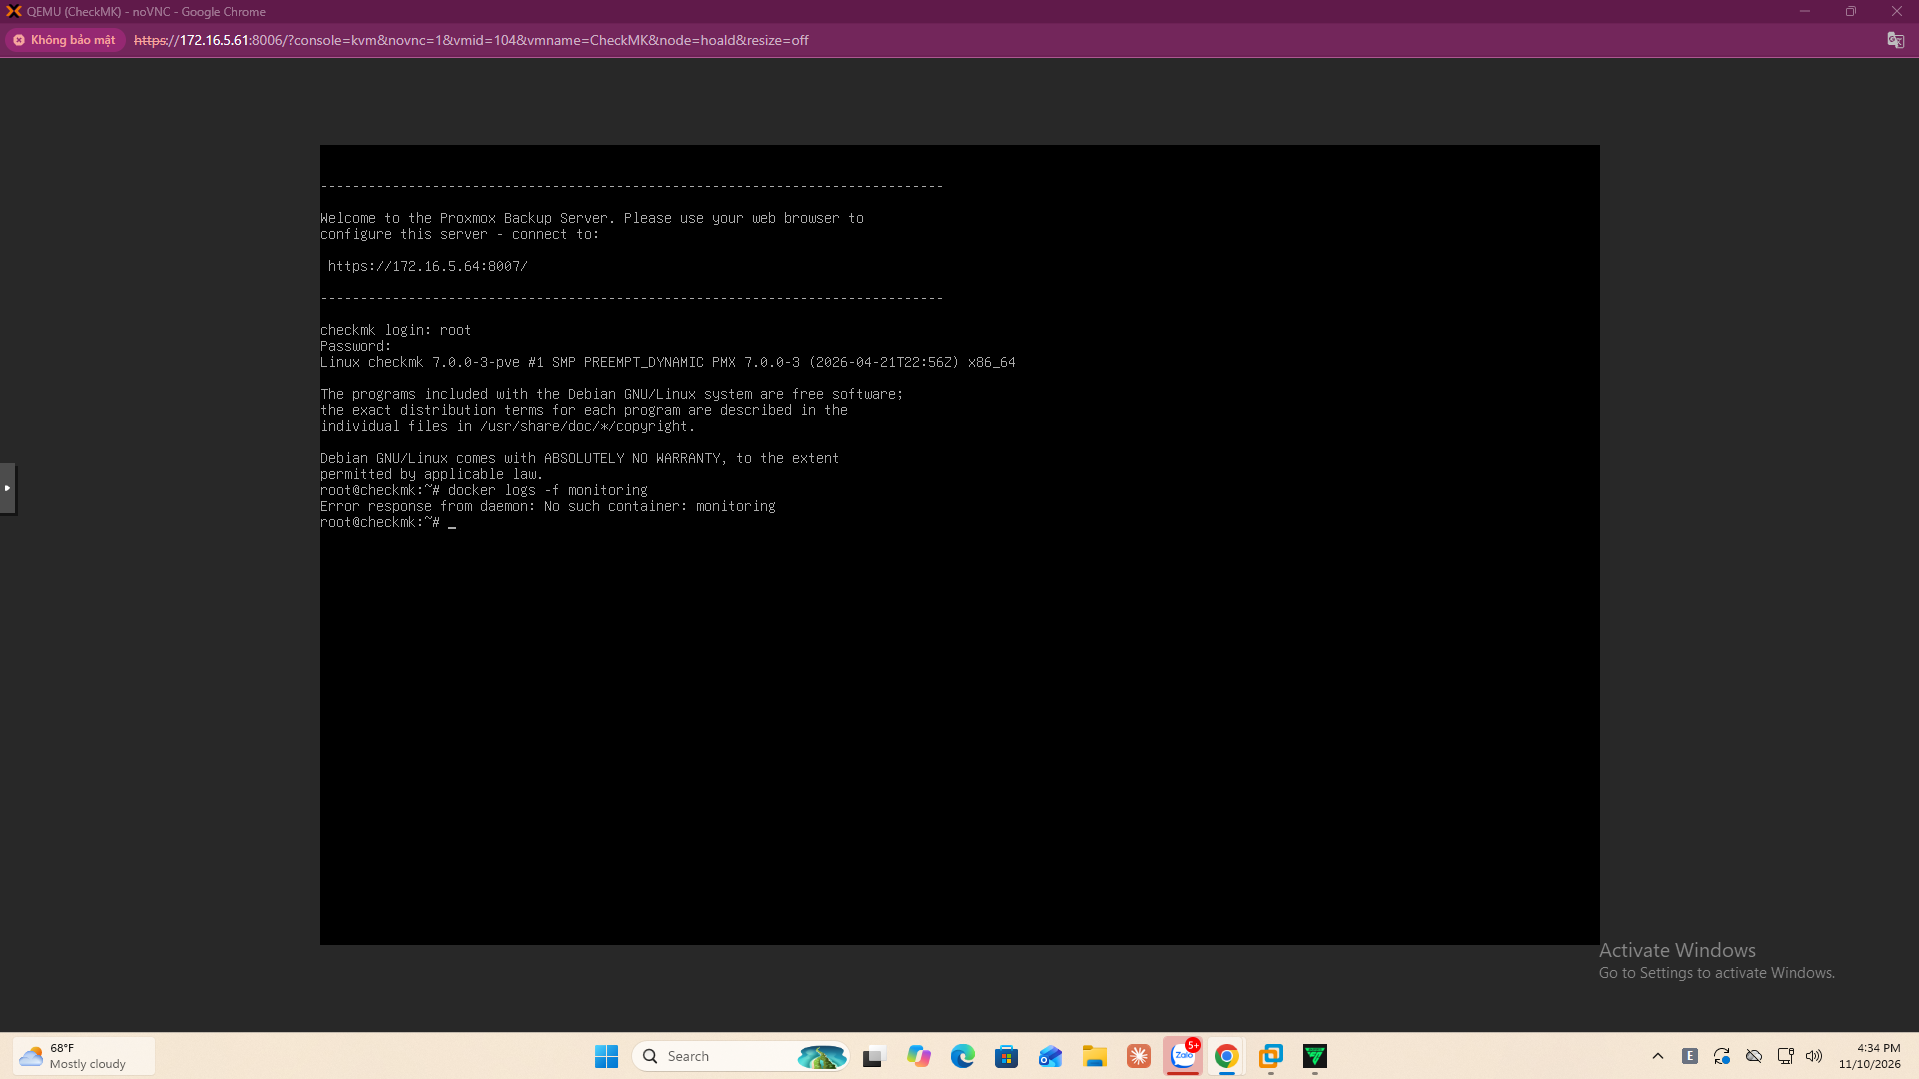 QEMU (CheckMK) - noVNC - Google Chrome
Không bảo mật https://172.16.5.61:8006/?console=kvm&novnc=1&vmid=104&vmname=CheckMK&node=hoald&resize=off
------------------------------------------------------------------------------
Welcome to the Proxmox Backup Server. Please use your web browser to
configure this server - connect to:
https://172.16.5.64:8007/
------------------------------------------------------------------------------
checkmk login: root
Password:
Linux checkmk 7.0.0-3-pve #1 SMP PREEMPT_DYNAMIC PMX 7.0.0-3 (2026-04-21T22:56Z) x86_64
The programs included with the Debian GNU/Linux system are free software;
the exact distribution terms for each program are described in the
individual files in /usr/share/doc/*/copyright.
Debian GNU/Linux comes with ABSOLUTELY NO WARRANTY, to the extent
permitted by applicable law.
root@checkmk:~# docker logs -f monitoring
Error response from daemon: No such container: monitoring
root@checkmk:~# _
Activate Windows
Go to Settings to activate Windows.
68°F
Mostly cloudy
Search
Zalo
5+
E
4:34 PM
11/10/2026